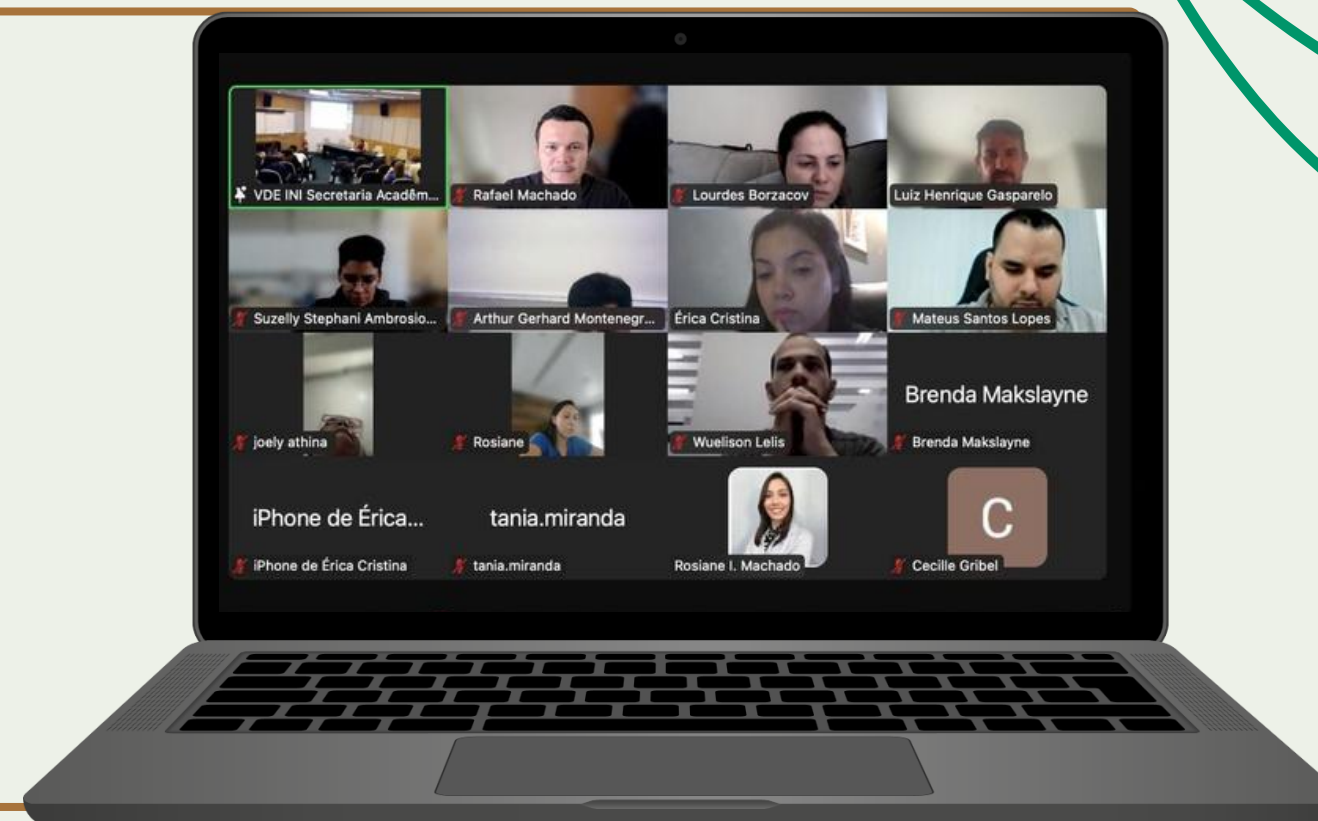 VDE INI Secretaria Acadêm...
Rafael Machado
Lourdes Borzacov
Luiz Henrique Gasparelo
Suzelly Stephani Ambrosio...
Arthur Gerhard Montenegr...
Érica Cristina
Mateus Santos Lopes
joely athina
Rosiane
Wuelison Lelis
Brenda Makslayne
Brenda Makslayne
iPhone de Érica...
iPhone de Érica Cristina
tania.miranda
tania.miranda
Rosiane I. Machado
C
Cecille Gribel